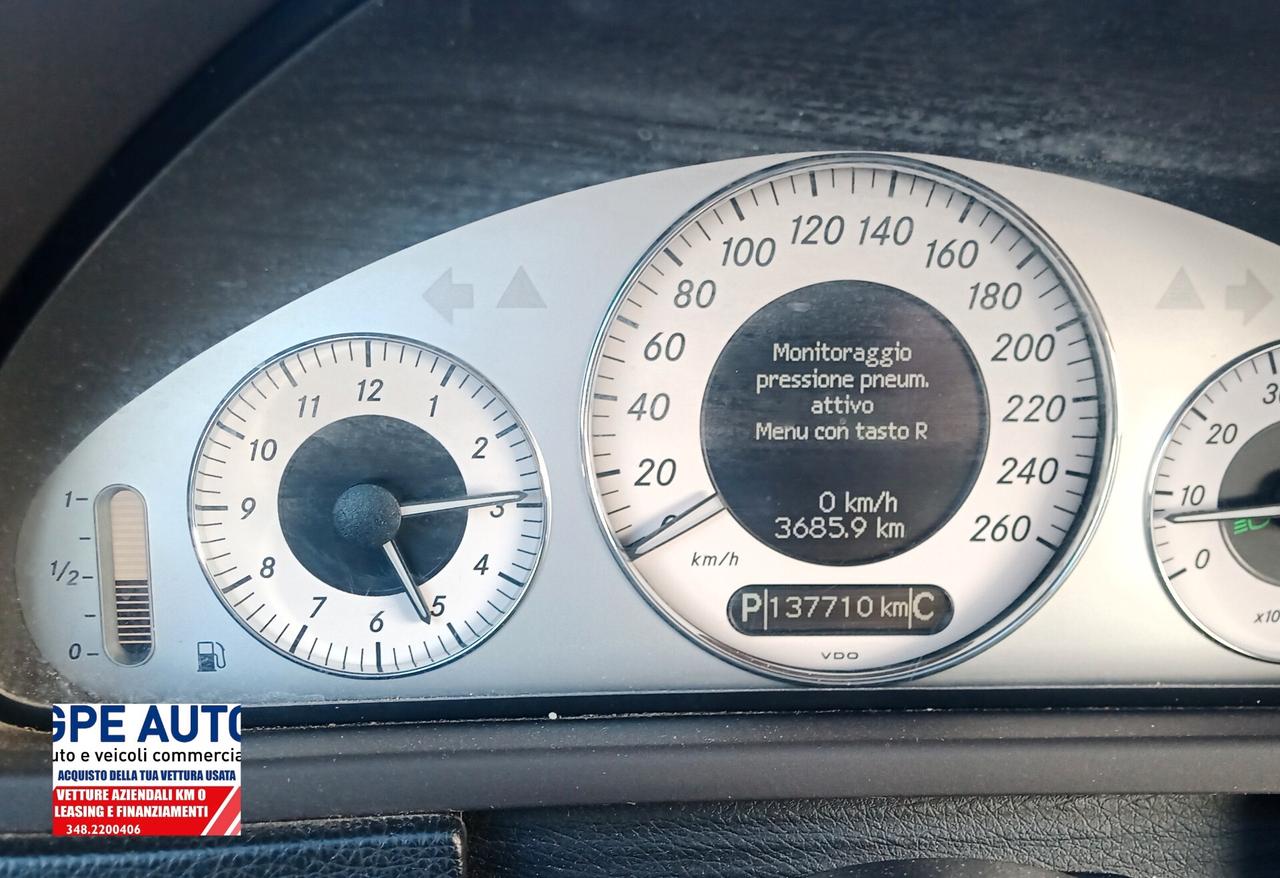 12
11
1
10
2
9
3
8
4
7
5
6
1
1/2
0
0
20
40
60
80
100
120
140
160
180
200
220
240
260
km/h
Monitoraggio
pressione pneum.
attivo
Menu con tasto R
0 km/h
3685.9 km
P 137710 km C
VDO
0
10
20
GPE AUTO
uto e veicoli commercia
ACQUISTO DELLA TUA VETTURA USATA
VETTURE AZIENDALI KM 0
LEASING E FINANZIAMENTI
348.2200406